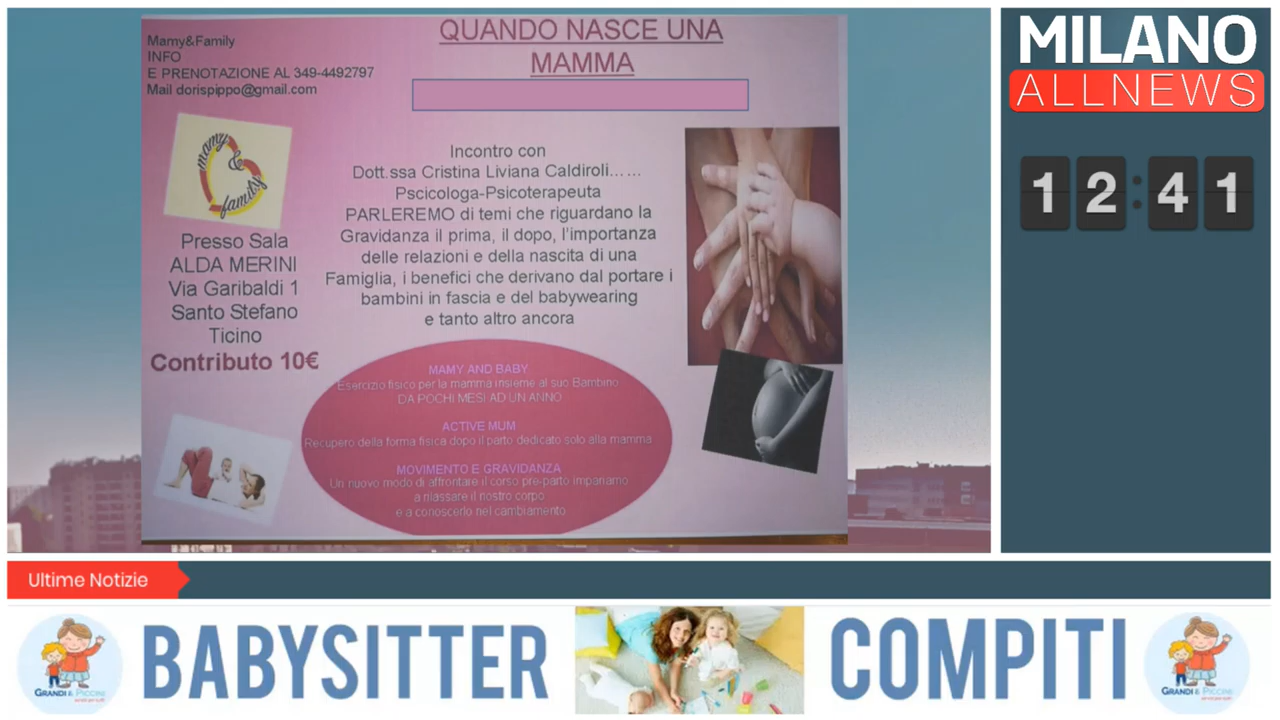 Mamy&Family
INFO
E PRENOTAZIONE AL 349-4492797
Mail dorispippo@gmail.com
QUANDO NASCE UNA
MAMMA
mamy
&
family
Presso Sala
ALDA MERINI
Via Garibaldi 1
Santo Stefano
Ticino
Contributo 10€
Incontro con
Dott.ssa Cristina Liviana Caldiroli......
Pscicologa-Psicoterapeuta
PARLEREMO di temi che riguardano la
Gravidanza il prima, il dopo, l'importanza
delle relazioni e della nascita di una
Famiglia, i benefici che derivano dal portare i
bambini in fascia e del babywearing
e tanto altro ancora
MAMY AND BABY
Esercizio fisico per la mamma insieme al suo Bambino
DA POCHI MESI AD UN ANNO
ACTIVE MUM
Recupero della forma fisica dopo il parto dedicato solo alla mamma
MOVIMENTO E GRAVIDANZA
Un nuovo modo di affrontare il corso pre-parto Impariamo
a rilassare il nostro corpo
e a conoscerlo nel cambiamento
MILANO
ALLNEWS
12:41
Ultime Notizie
GRANDI & PICCINI
BABYSITTER
COMPITI
GRANDI & PICCINI